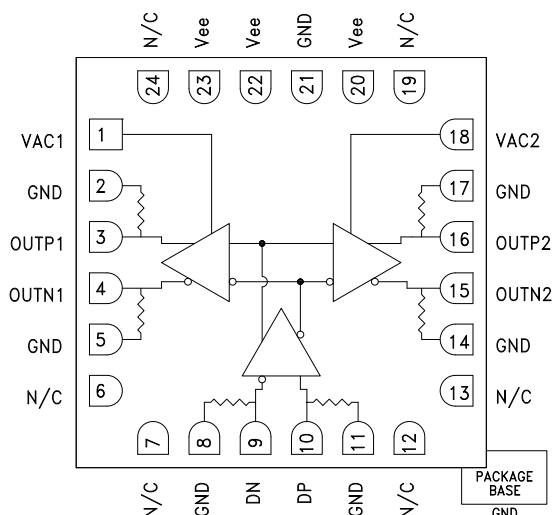 N/C
Vee
Vee
GND
Vee
N/C
24
23
22
21
20
19
VAC1
1
18
VAC2
GND
2
17
GND
OUTP1
3
16
OUTP2
OUTN1
4
15
OUTN2
GND
5
14
GND
N/C
6
13
N/C
7
8
9
10
11
12
N/C
GND
DN
DP
GND
N/C
PACKAGE
BASE
GND